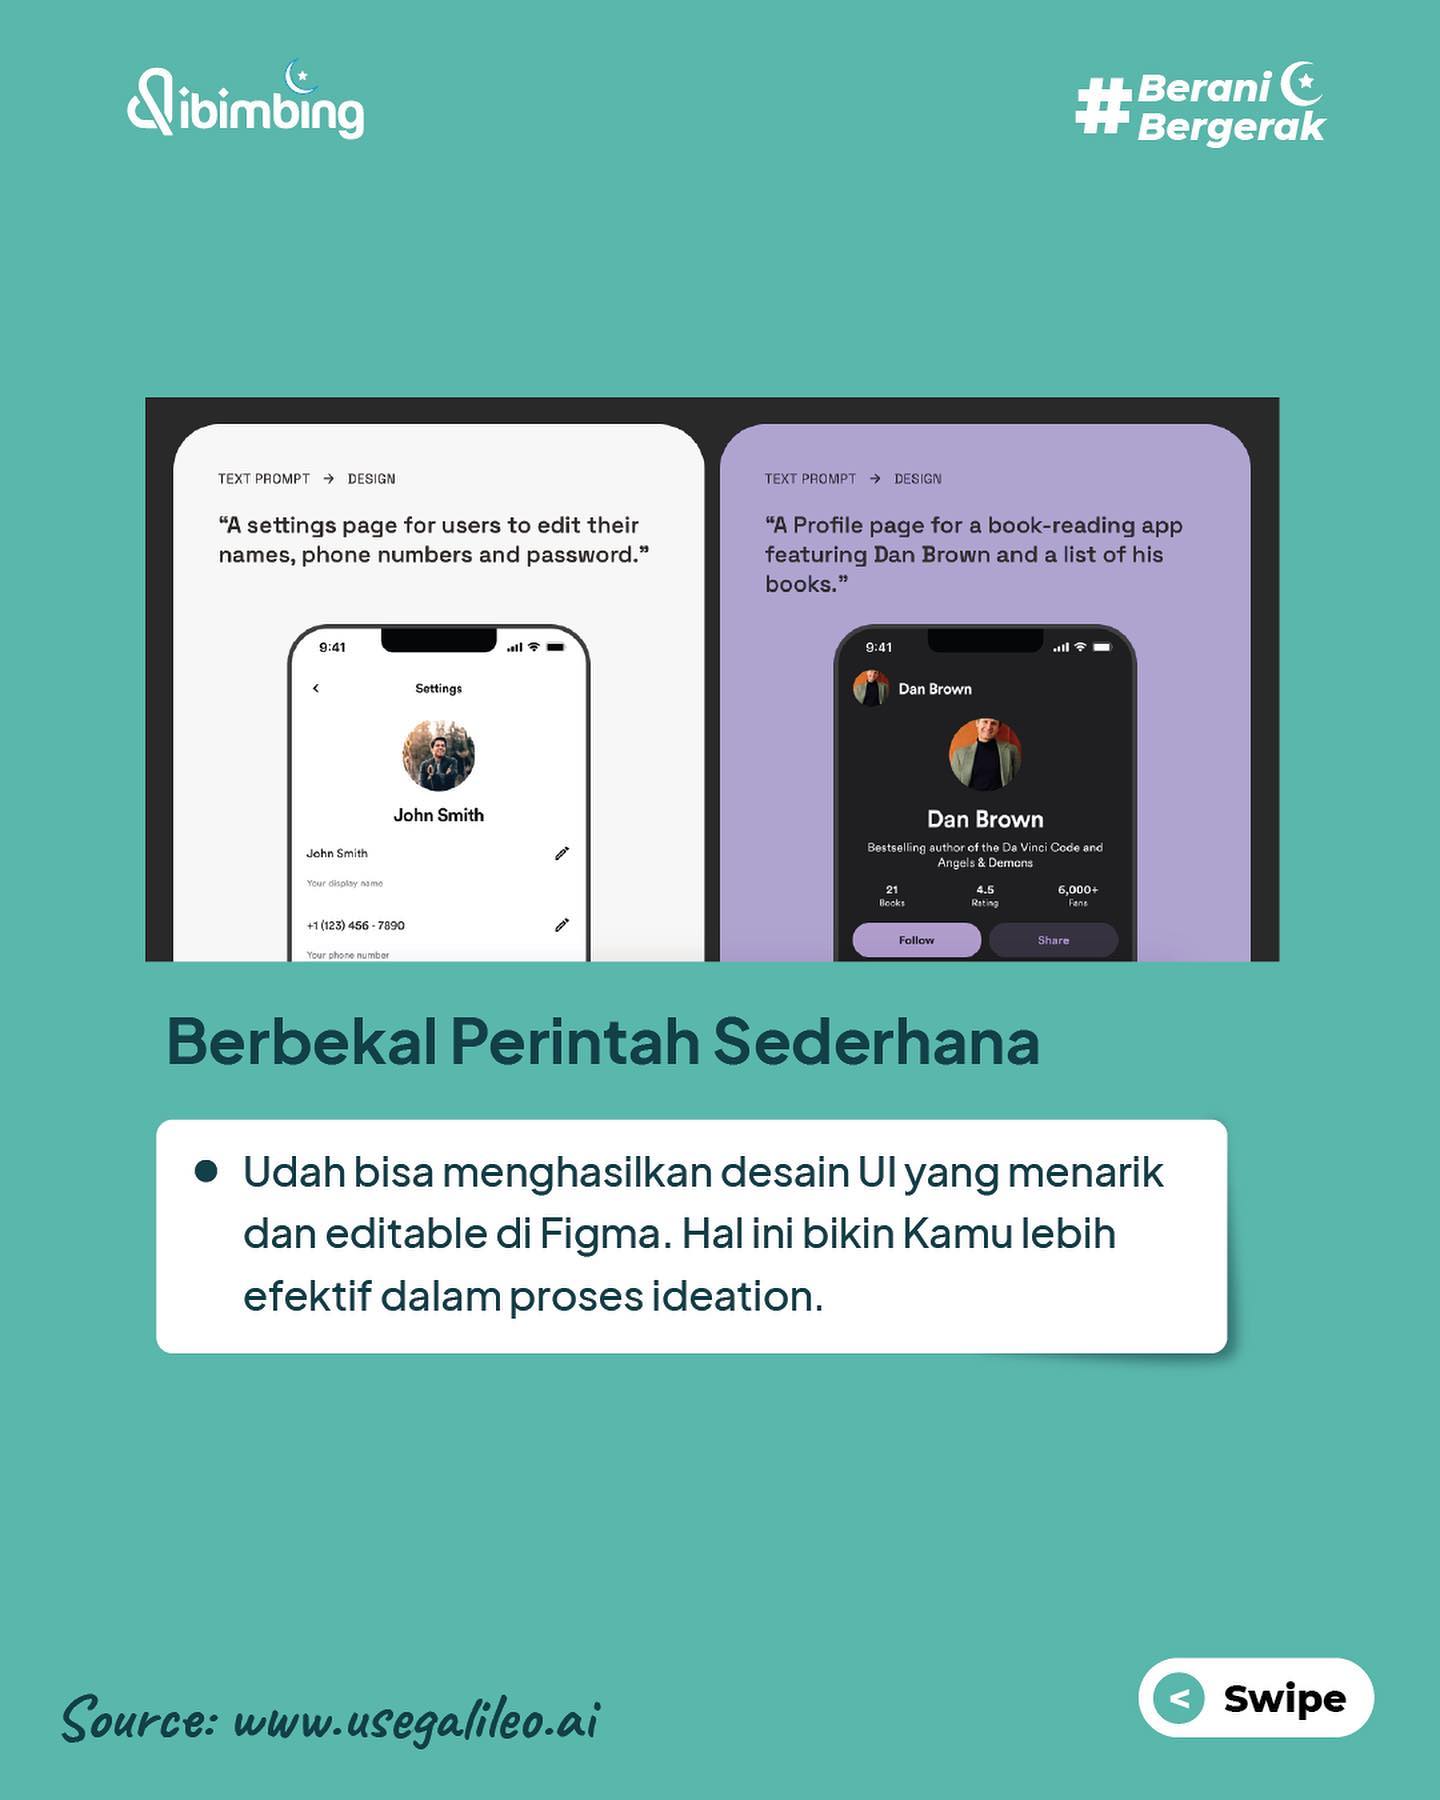 dibimbing
#Berani
Bergerak
TEXT PROMPT → DESIGN
“A settings page for users to edit their
names, phone numbers and password.”
9:41
Settings
John Smith
John Smith
Your display name
+1 (123) 456 - 7890
Your phone number
TEXT PROMPT → DESIGN
“A Profile page for a book-reading app
featuring Dan Brown and a list of his
books.”
9:41
Dan Brown
Dan Brown
Bestselling author of the Da Vinci Code and
Angels & Demons
21 4.5 6,000+
Books Rating Fans
Follow Share
Berbekal Perintah Sederhana
● Udah bisa menghasilkan desain UI yang menarik
dan editable di Figma. Hal ini bikin Kamu lebih
efektif dalam proses ideation.
Source: www.usegalileo.ai
< Swipe